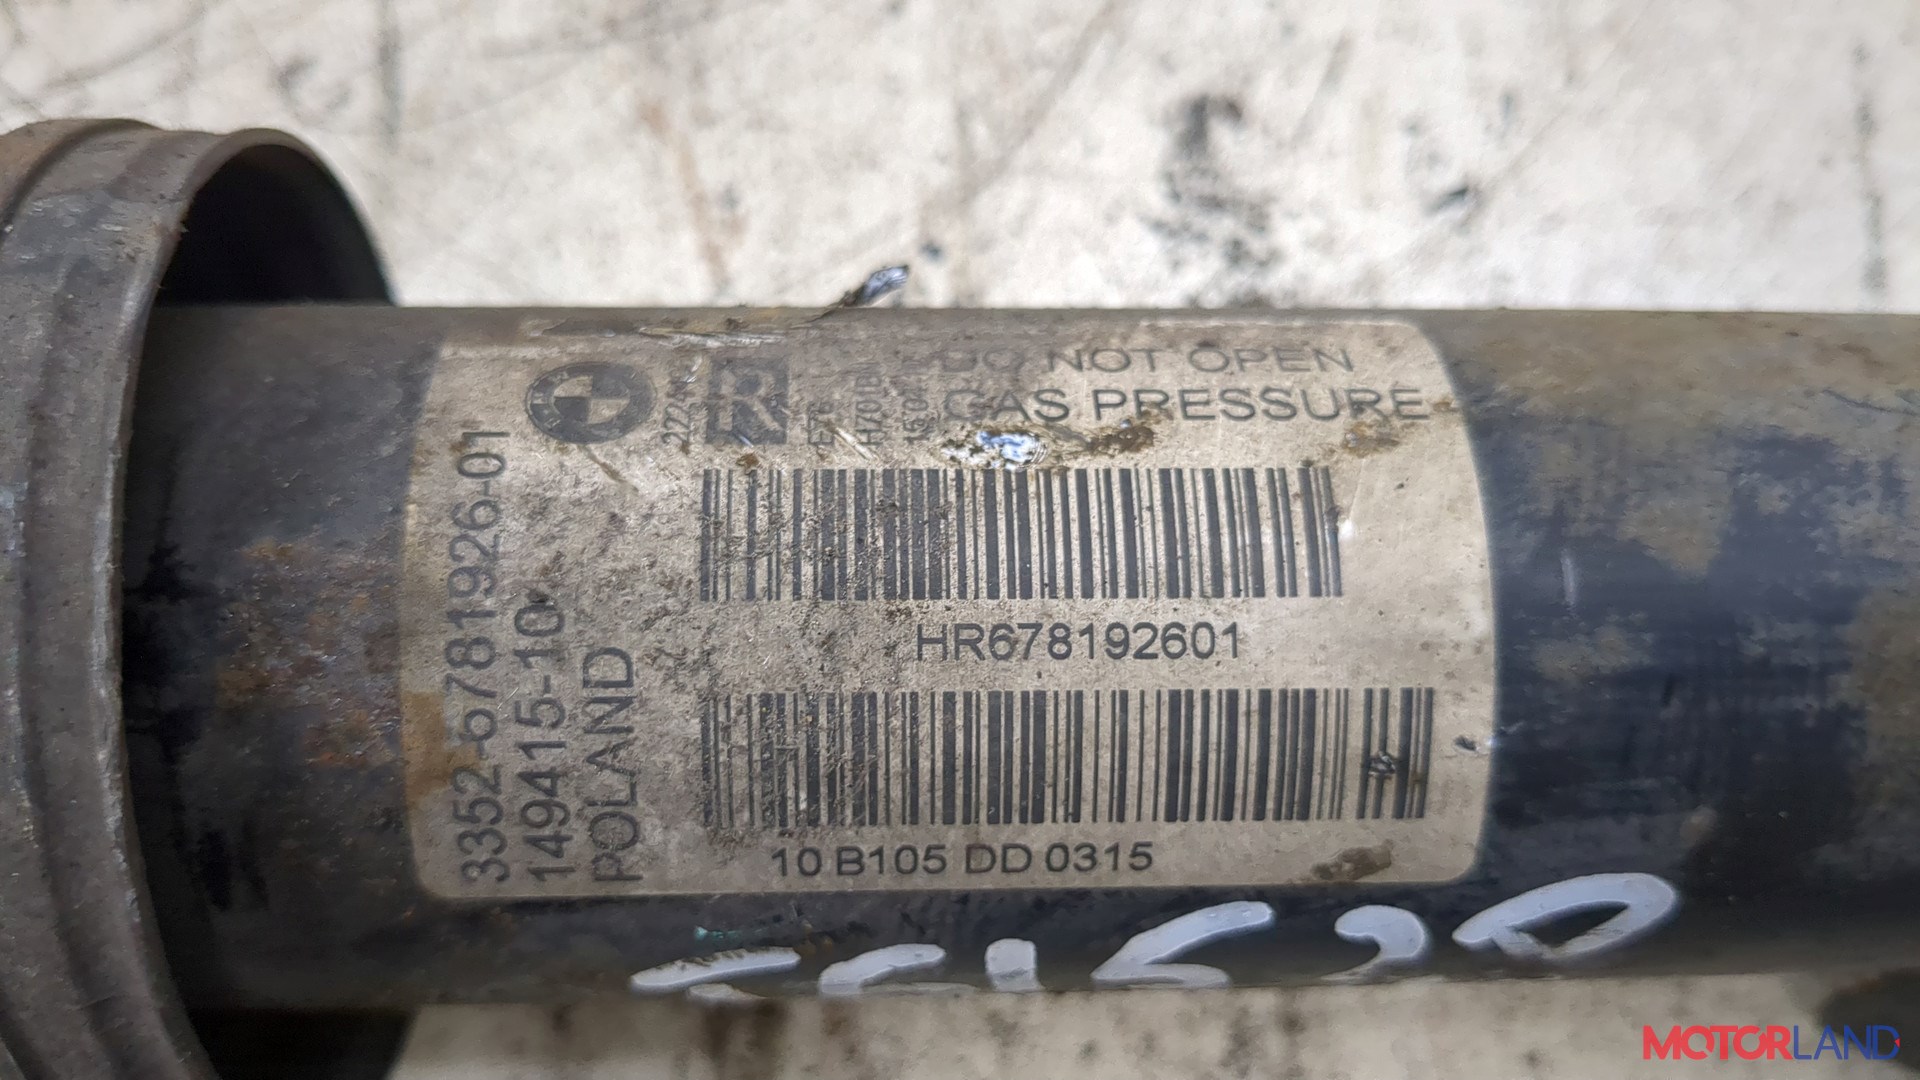 3352-6781926-01
149415-10
POLAND
R
DO NOT OPEN
GAS PRESSURE
HR678192601
10 B105 DD 0315
MOTORLAND